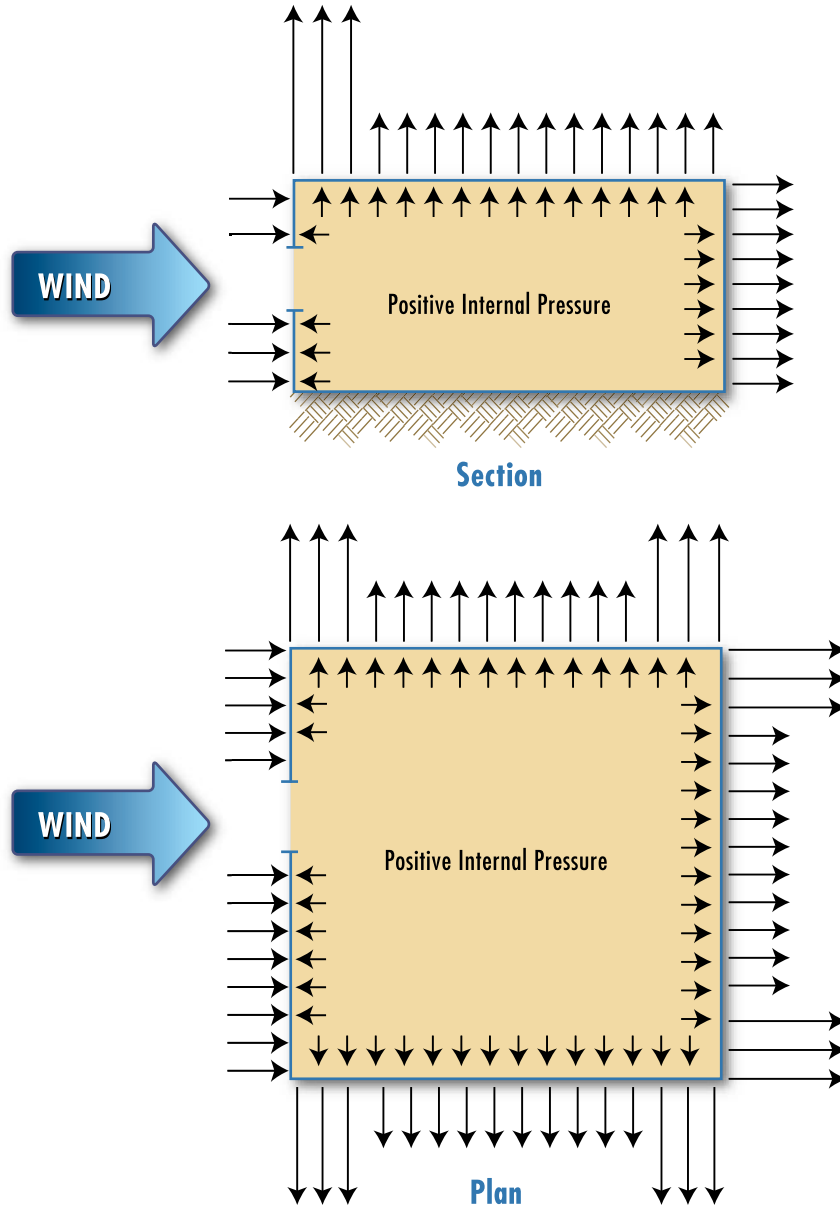 WIND
Positive Internal Pressure
Section
WIND
Positive Internal Pressure
Plan